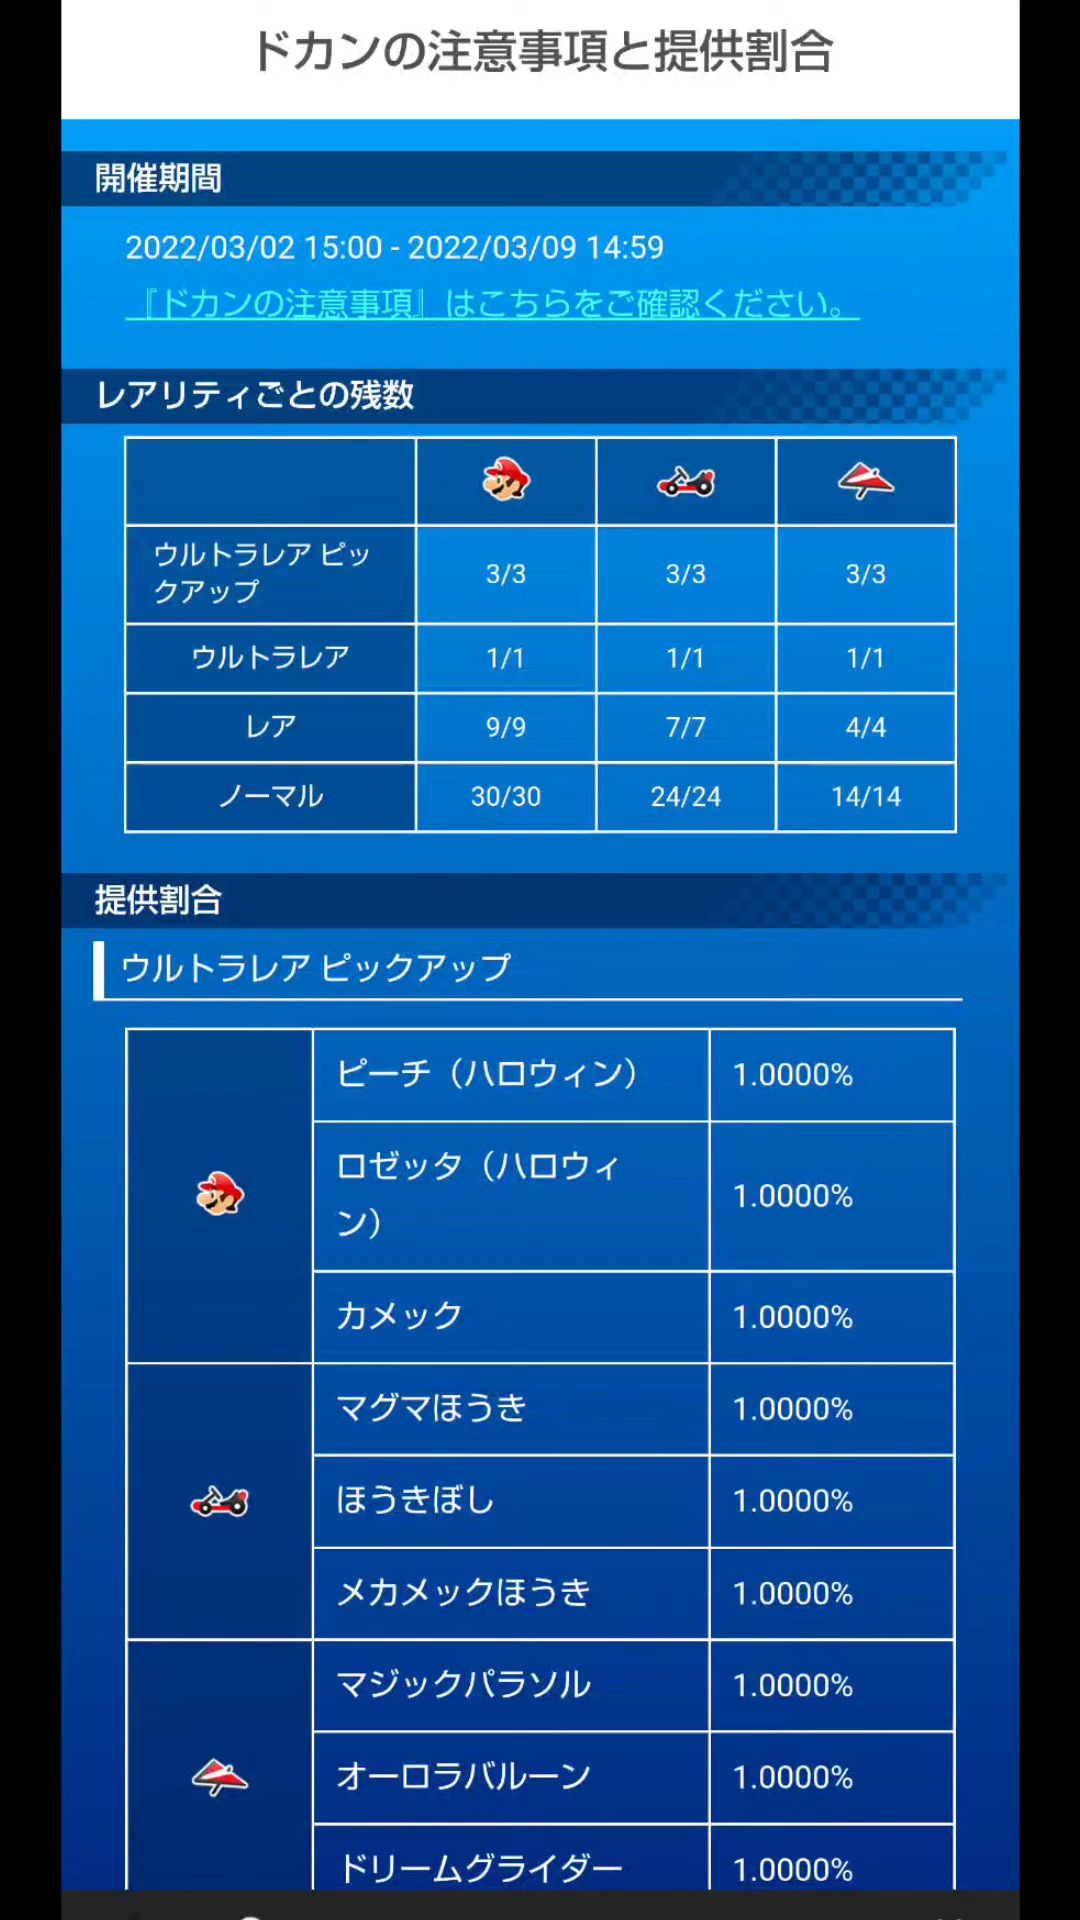 ドカンの注意事項と提供割合
開催期間
2022/03/02 15:00 - 2022/03/09 14:59
『ドカンの注意事項』はこちらをご確認ください。
レアリティごとの残数
ウルトラレア ピッ
クアップ
3/3 3/3 3/3
ウルトラレア 1/1 1/1 1/1
レア 9/9 7/7 4/4
ノーマル 30/30 24/24 14/14
提供割合
ウルトラレア ピックアップ
ピーチ（ハロウィン） 1.0000%
ロゼッタ（ハロウィ
ン）
1.0000%
カメック 1.0000%
マグマほうき 1.0000%
ほうきぼし 1.0000%
メカメックほうき 1.0000%
マジックパラソル 1.0000%
オーロラバルーン 1.0000%
ドリームグライダー 1.0000%